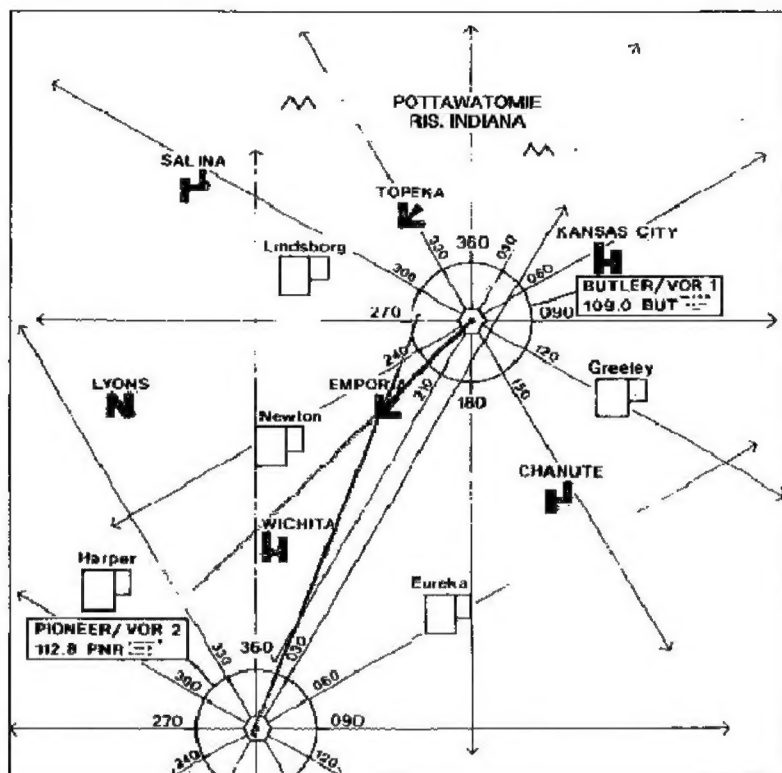 POTTAWATOMIE
RIS. INDIANA
SALINA
TOPEKA
KANSAS CITY
Lindsborg
330
360
030
300
060
BUTLER/VOR 1
109.0 BUT
270
090
240
120
210
150
180
LYONS
EMPORIA
Greeley
Newton
CHANUTE
WICHITA
Harper
Eureka
PIONEER/VOR 2
112.8 PNR
360
330
030
300
060
270
090
240
120